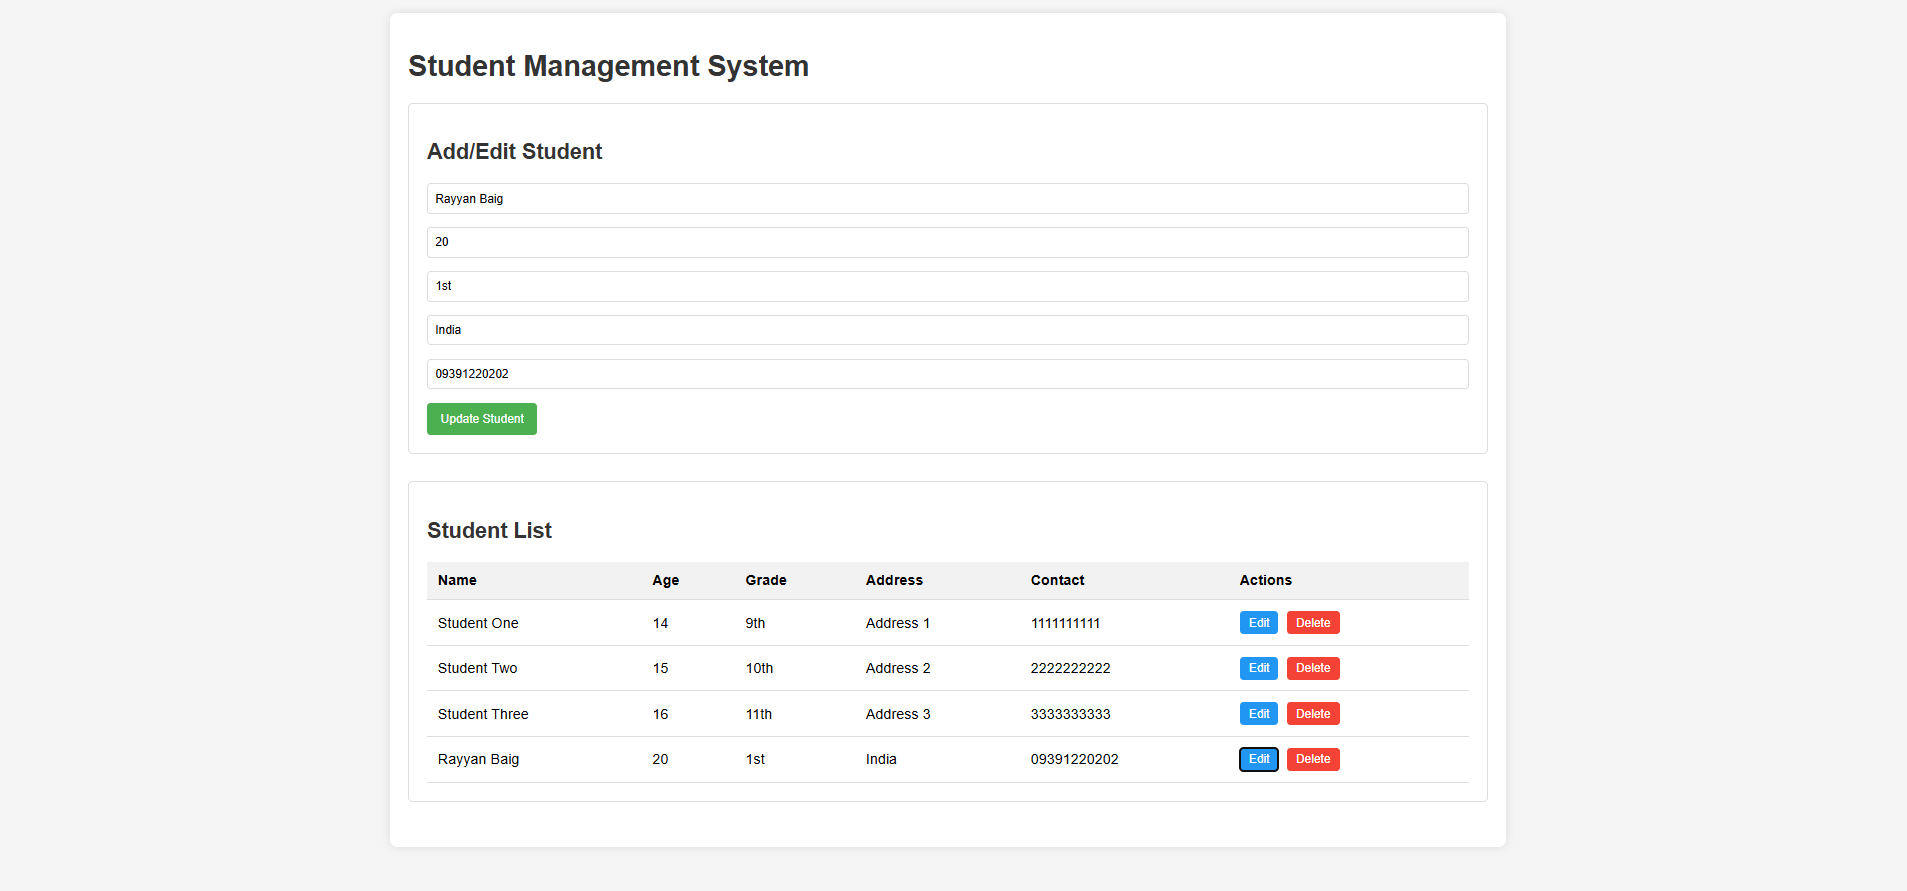 Student Management System
Add/Edit Student
Rayyan Baig
20
1st
India
09391220202
Update Student
Student List
Name Age Grade Address Contact Actions
Student One 14 9th Address 1 1111111111 Edit Delete
Student Two 15 10th Address 2 2222222222 Edit Delete
Student Three 16 11th Address 3 3333333333 Edit Delete
Rayyan Baig 20 1st India 09391220202 Edit Delete